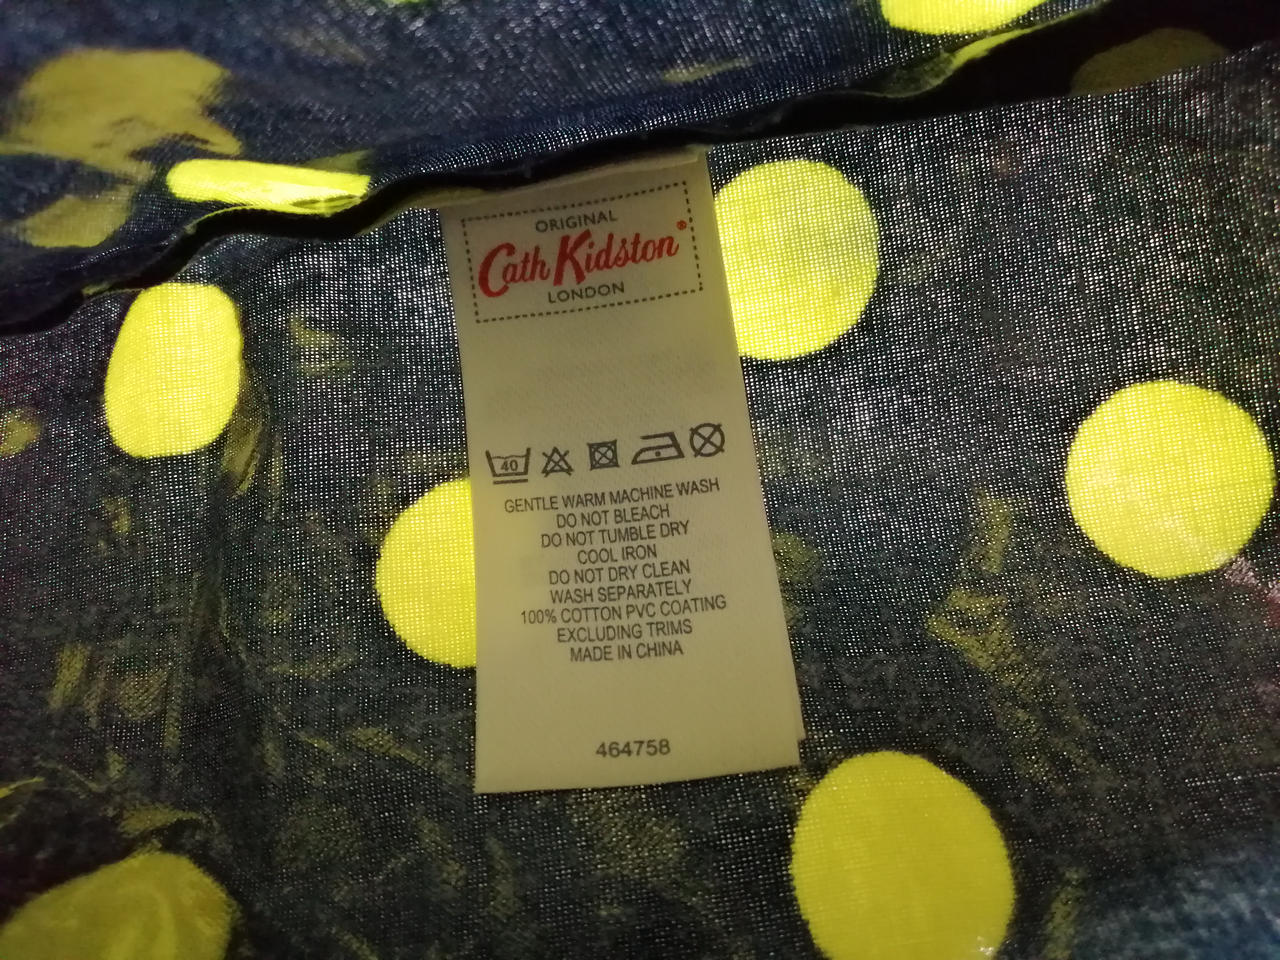 ORIGINAL
Cath Kidston®
LONDON
40
GENTLE WARM MACHINE WASH
DO NOT BLEACH
DO NOT TUMBLE DRY
COOL IRON
DO NOT DRY CLEAN
WASH SEPARATELY
100% COTTON PVC COATING
EXCLUDING TRIMS
MADE IN CHINA
464758